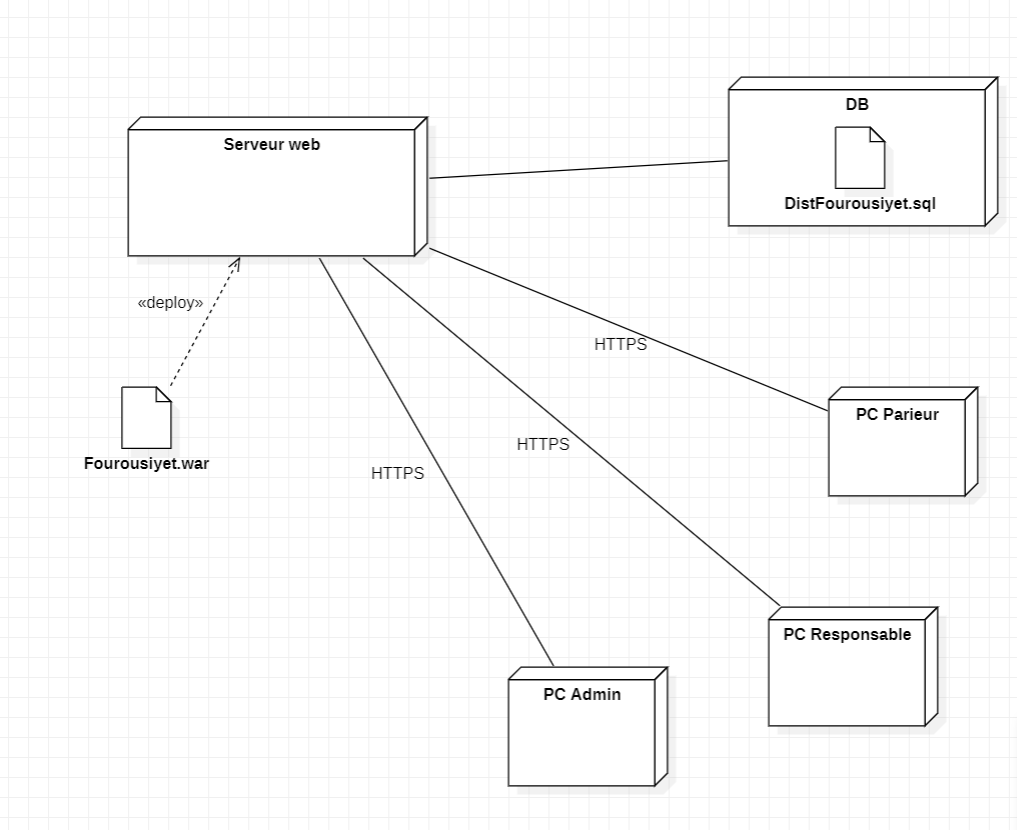 DB
Serveur web
DistFourousiyet.sql
«deploy»
HTTPS
PC Parieur
HTTPS
Fourousiyet.war
HTTPS
PC Responsable
PC Admin